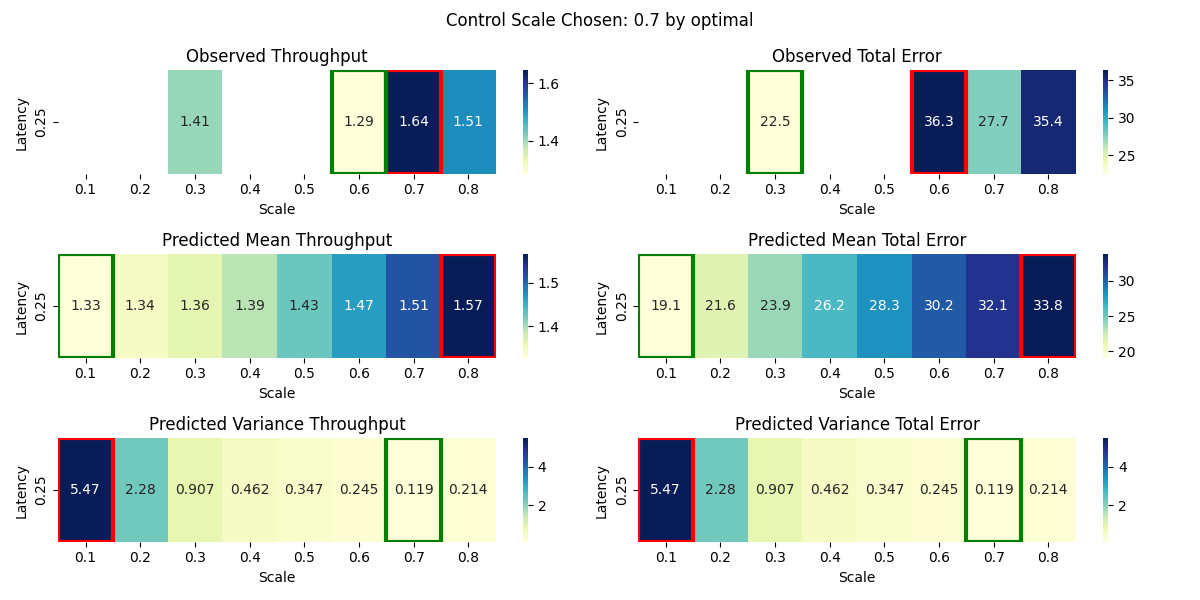 Control Scale Chosen: 0.7 by optimal
Observed Throughput
Latency
0.25
1.41 1.29 1.64 1.51
0.1 0.2 0.3 0.4 0.5 0.6 0.7 0.8
Scale
1.6
1.4
Observed Total Error
Latency
0.25
22.5 36.3 27.7 35.4
0.1 0.2 0.3 0.4 0.5 0.6 0.7 0.8
Scale
35
30
25
Predicted Mean Throughput
Latency
0.25
1.33 1.34 1.36 1.39 1.43 1.47 1.51 1.57
0.1 0.2 0.3 0.4 0.5 0.6 0.7 0.8
Scale
1.5
1.4
Predicted Mean Total Error
Latency
0.25
19.1 21.6 23.9 26.2 28.3 30.2 32.1 33.8
0.1 0.2 0.3 0.4 0.5 0.6 0.7 0.8
Scale
30
25
20
Predicted Variance Throughput
Latency
0.25
5.47 2.28 0.907 0.462 0.347 0.245 0.119 0.214
0.1 0.2 0.3 0.4 0.5 0.6 0.7 0.8
Scale
4
2
Predicted Variance Total Error
Latency
0.25
5.47 2.28 0.907 0.462 0.347 0.245 0.119 0.214
0.1 0.2 0.3 0.4 0.5 0.6 0.7 0.8
Scale
4
2